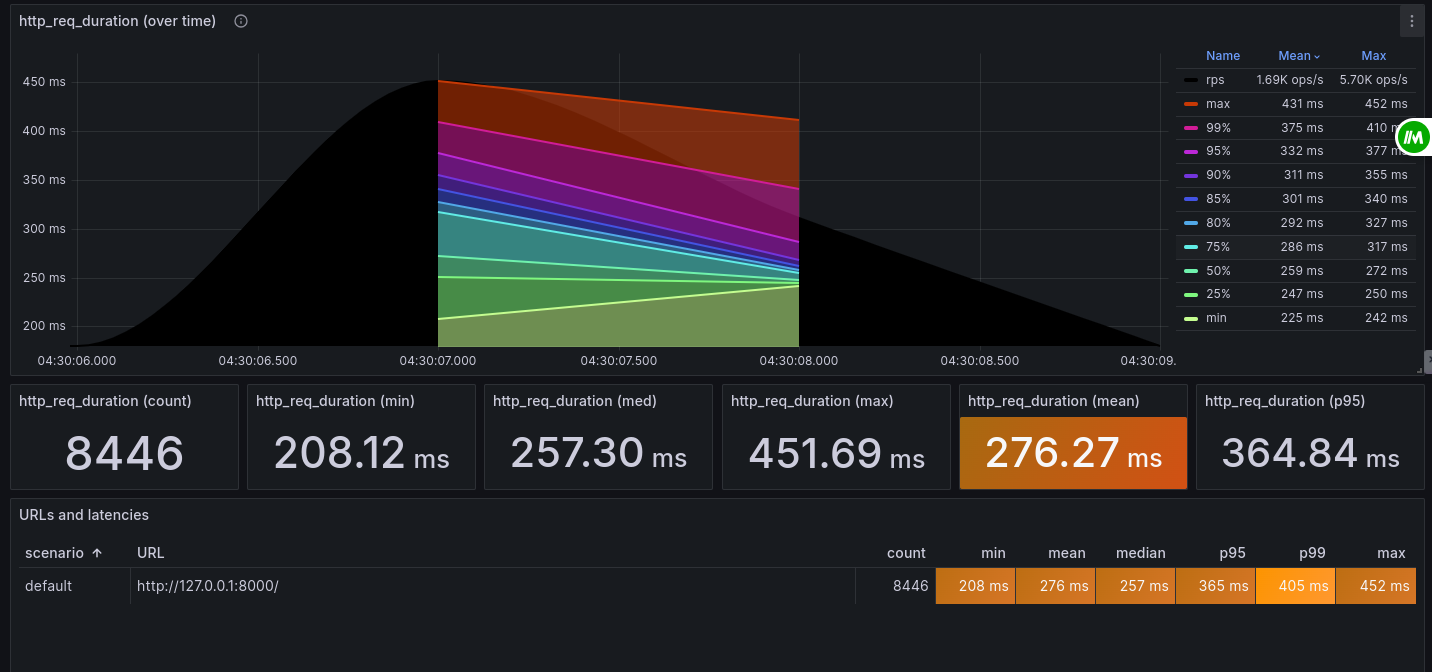 http_req_duration (over time)
Name Mean Max
450 ms
400 ms
350 ms
300 ms
250 ms
200 ms
04:30:06.000 04:30:06.500 04:30:07.000 04:30:07.500 04:30:08.000 04:30:08.500 04:30:09.
rps 1.69K ops/s 5.70K ops/s
max 431 ms 452 ms
99% 375 ms 410
95% 332 ms 377
90% 311 ms 355 ms
85% 301 ms 340 ms
80% 292 ms 327 ms
75% 286 ms 317 ms
50% 259 ms 272 ms
25% 247 ms 250 ms
min 225 ms 242 ms
http_req_duration (count)
8446
http_req_duration (min)
208.12 ms
http_req_duration (med)
257.30 ms
http_req_duration (max)
451.69 ms
http_req_duration (mean)
276.27 ms
http_req_duration (p95)
364.84 ms
URLs and latencies
scenario URL count min mean median p95 p99 max
default http://127.0.0.1:8000/ 8446 208 ms 276 ms 257 ms 365 ms 405 ms 452 ms